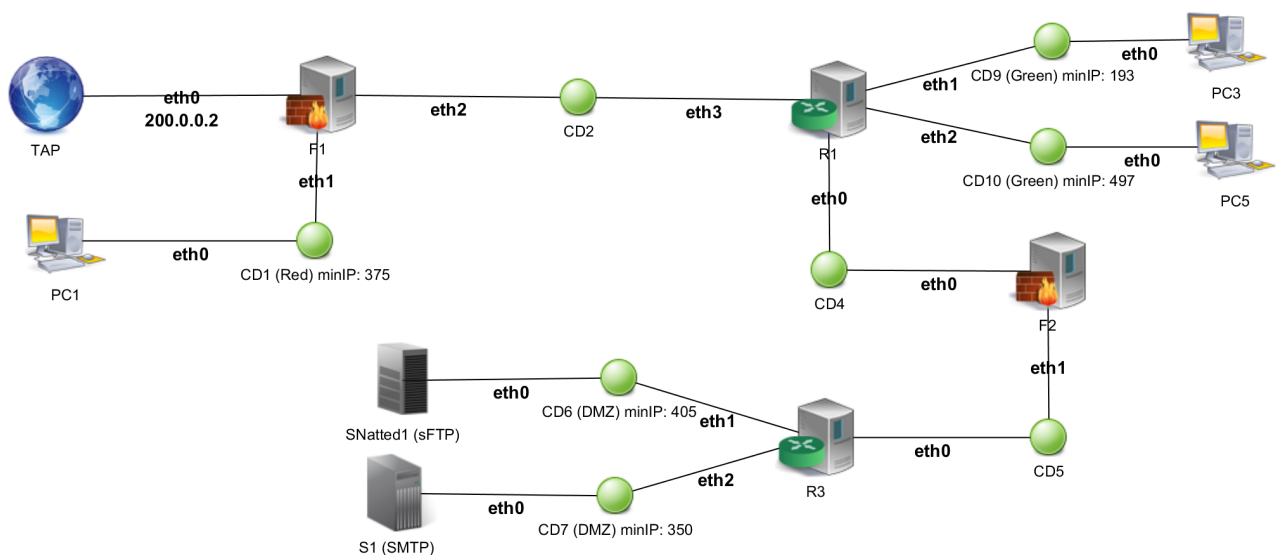 eth0
200.0.0.2
TAP
F1
eth2
CD2
eth3
R1
eth1
CD9 (Green) minIP: 193
eth0
PC3
eth2
CD10 (Green) minIP: 497
eth0
PC5
eth1
PC1
eth0
CD1 (Red) minIP: 375
eth0
CD4
eth0
F2
eth1
SNatted1 (sFTP)
eth0
CD6 (DMZ) minIP: 405
eth1
R3
eth0
CD5
eth2
S1 (SMTP)
eth0
CD7 (DMZ) minIP: 350